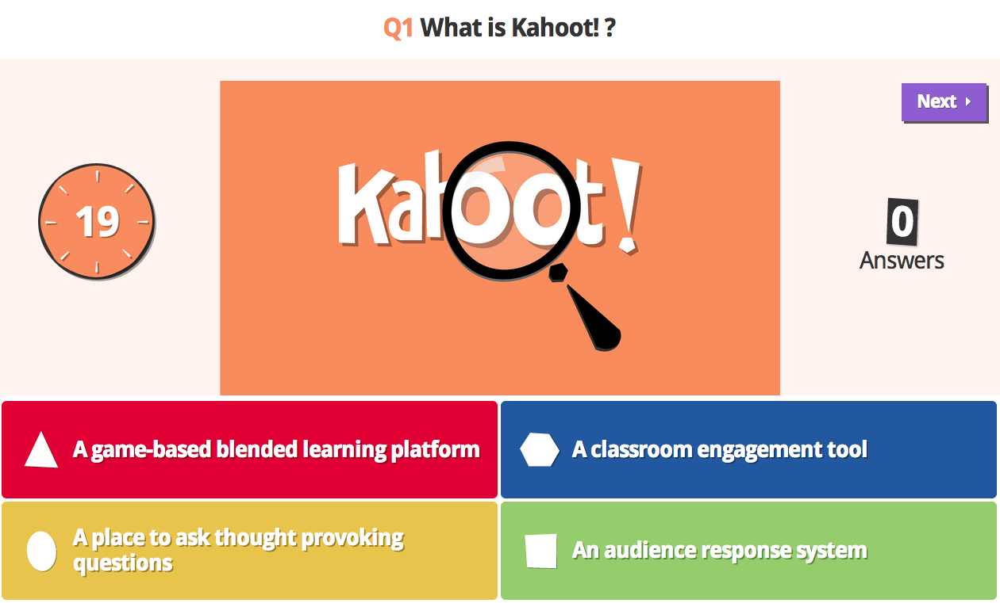 Q1 What is Kahoot! ?
Next
19
Kahoot!
0
Answers
A game-based blended learning platform
A classroom engagement tool
A place to ask thought provoking
questions
An audience response system